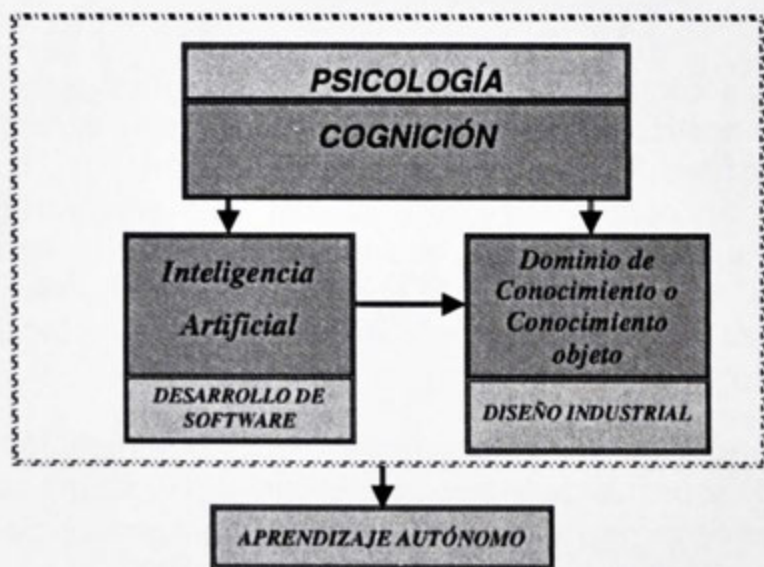 PSICOLOGÍA
COGNICIÓN
Inteligencia
Artificial
DESARROLLO DE
SOFTWARE
Dominio de
Conocimiento o
Conocimiento
objeto
DISEÑO INDUSTRIAL
APRENDIZAJE AUTÓNOMO